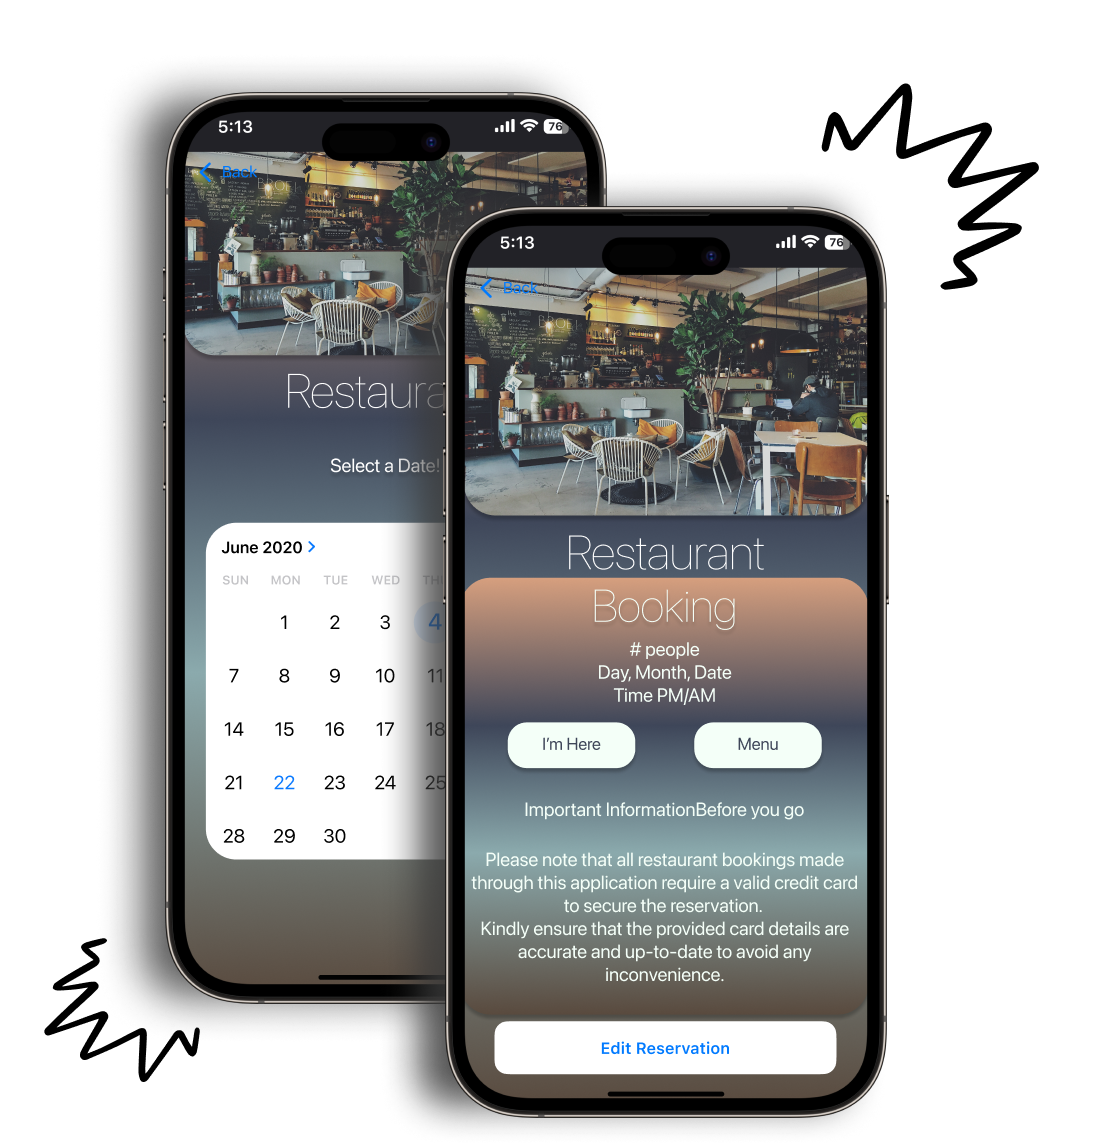 5:13
76
Back
Restaura
Select a Date!
June 2020
SUN MON TUE WED TH
1 2 3 4
7 8 9 10 11
14 15 16 17 18
21 22 23 24 25
28 29 30
5:13
76
Back
Restaurant
Booking
# people
Day, Month, Date
Time PM/AM
I'm Here Menu
Important InformationBefore you go
Please note that all restaurant bookings made
through this application require a valid credit card
to secure the reservation.
Kindly ensure that the provided card details are
accurate and up-to-date to avoid any
inconvenience.
Edit Reservation